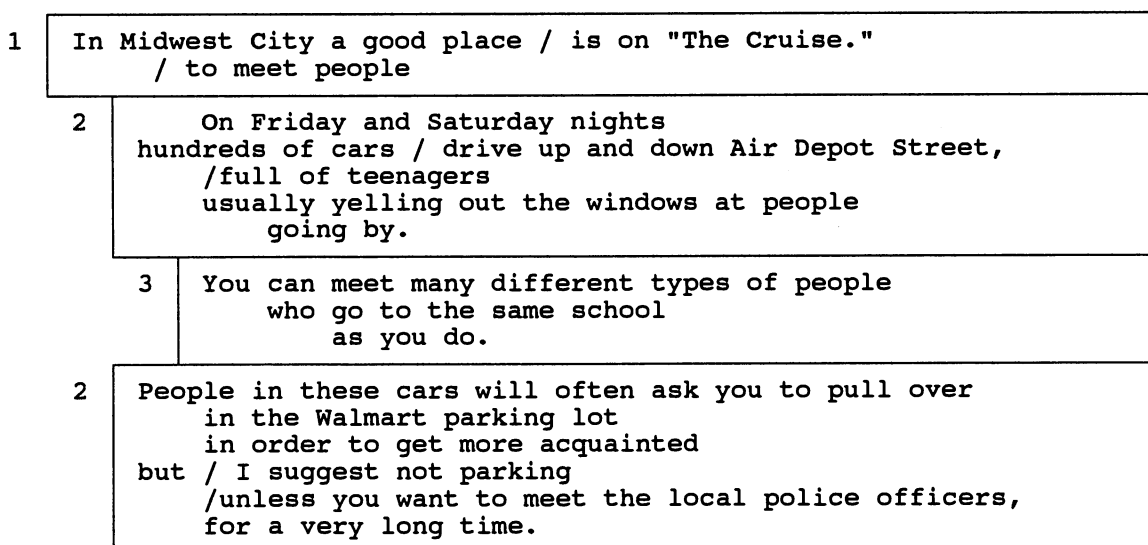 1 In Midwest City a good place / is on "The Cruise."
/ to meet people
2 On Friday and Saturday nights
hundreds of cars / drive up and down Air Depot Street,
/full of teenagers
usually yelling out the windows at people
going by.
3 You can meet many different types of people
who go to the same school
as you do.
2 People in these cars will often ask you to pull over
in the Walmart parking lot
in order to get more acquainted
but / I suggest not parking
/unless you want to meet the local police officers,
for a very long time.